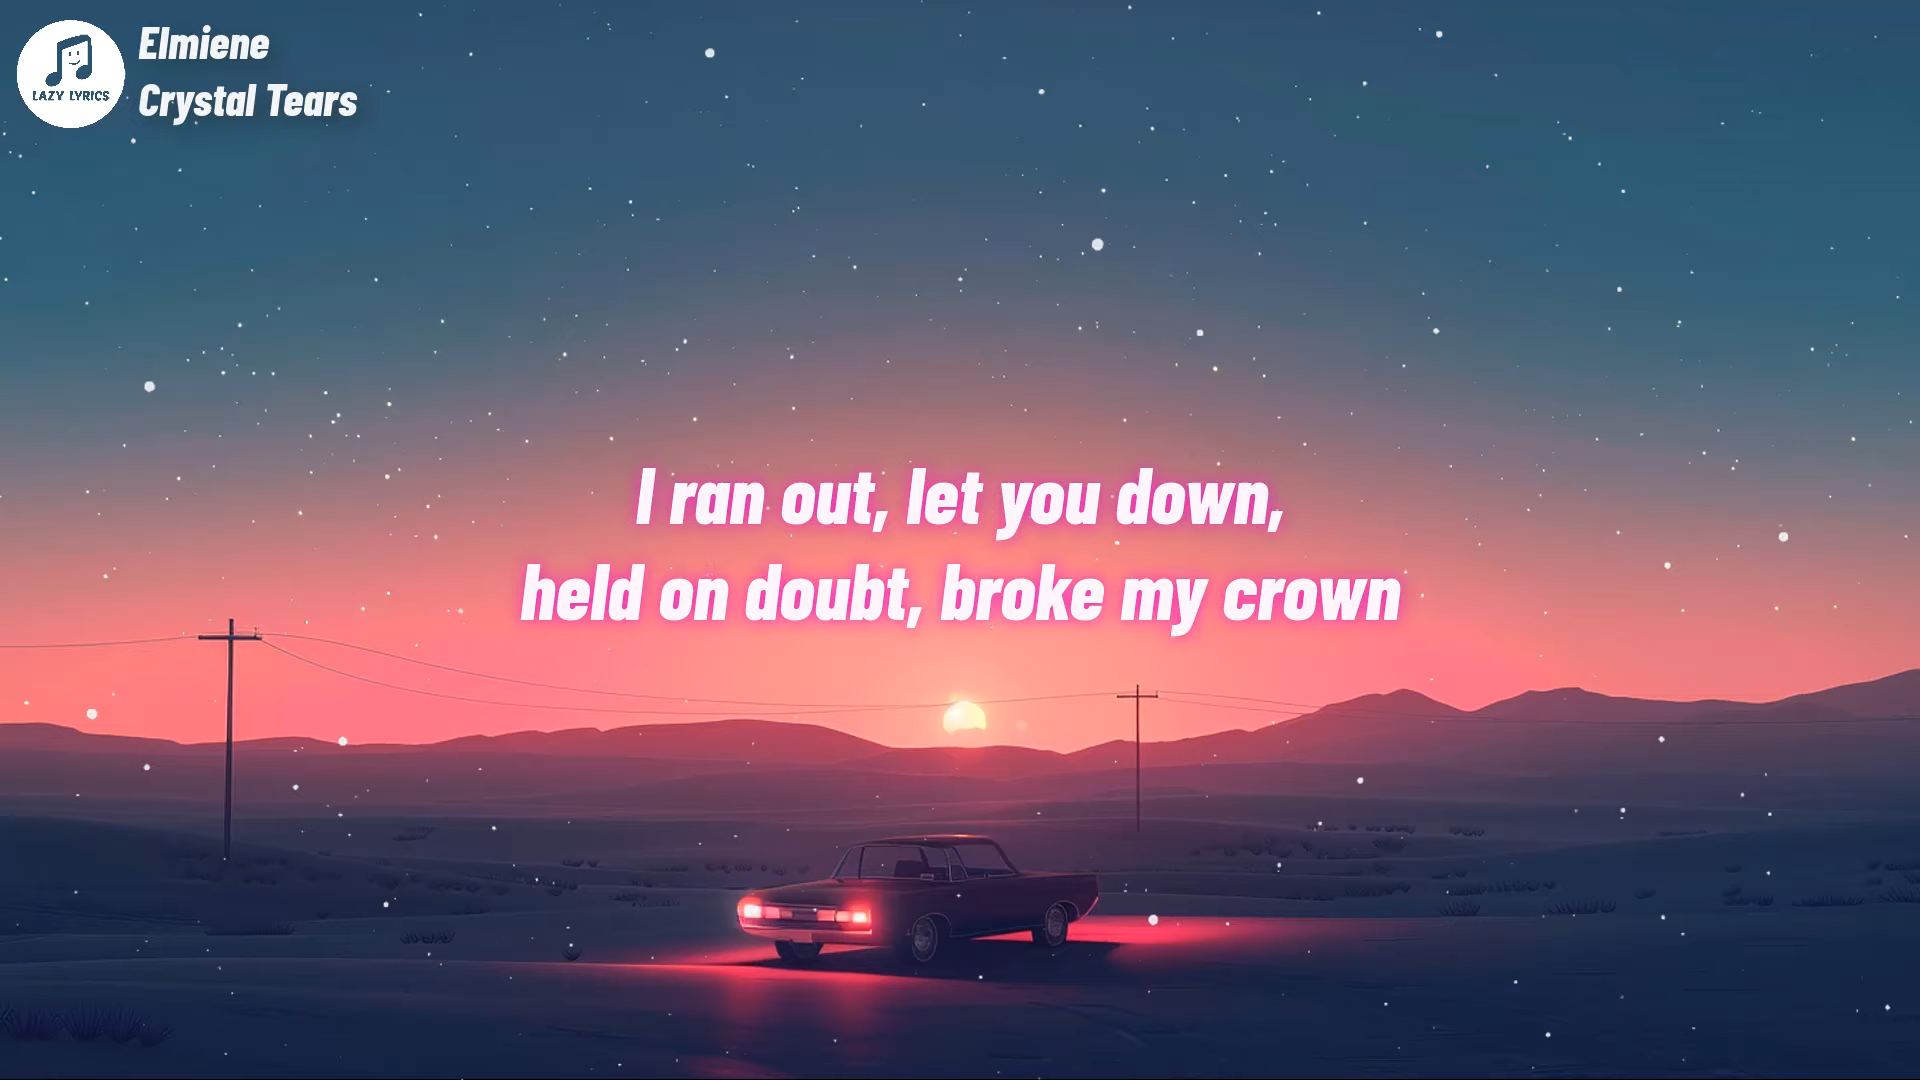 LAZY LYRICS
Elmiene
Crystal Tears
I ran out, let you down,
held on doubt, broke my crown